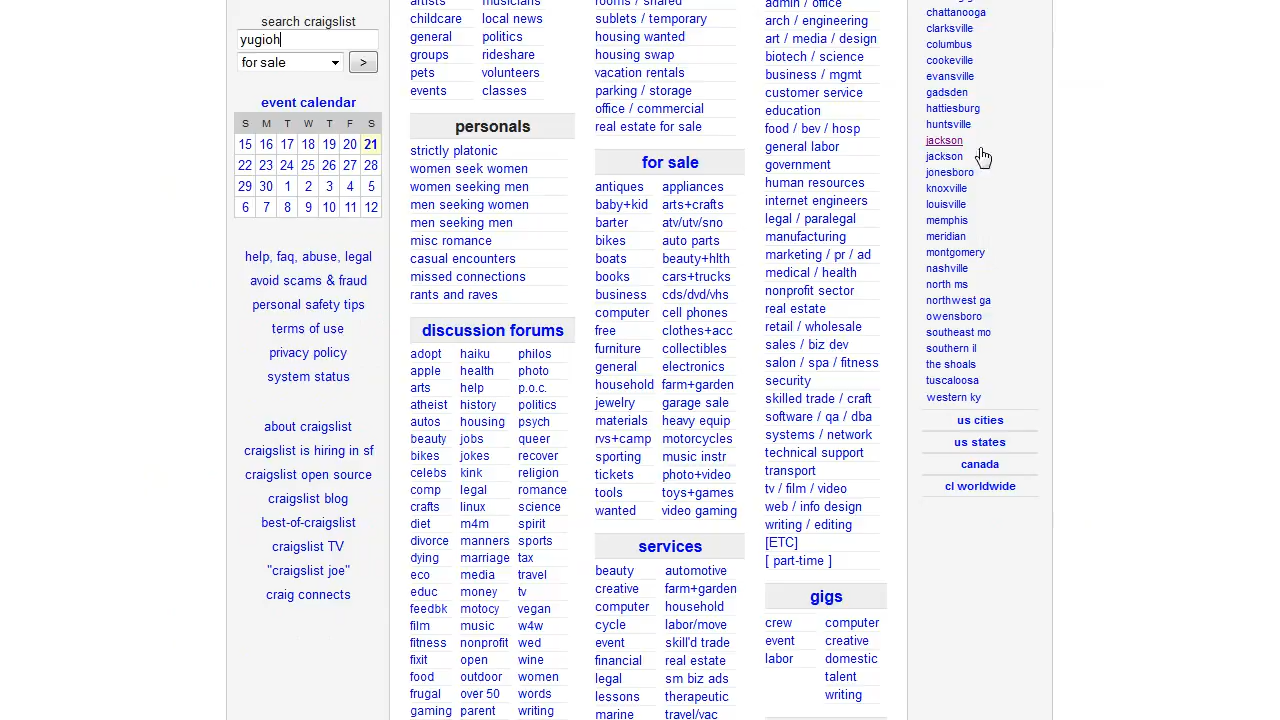 search craigslist
yugioh
for sale
>
event calendar
S M T W T F S
15 16 17 18 19 20 21
22 23 24 25 26 27 28
29 30 1 2 3 4 5
6 7 8 9 10 11 12
help, faq, abuse, legal
avoid scams & fraud
personal safety tips
terms of use
privacy policy
system status
about craigslist
craigslist is hiring in sf
craigslist open source
craigslist blog
best-of-craigslist
craigslist TV
"craigslist joe"
craig connects
artists musicians
childcare local news
general politics
groups rideshare
pets volunteers
events classes
personals
strictly platonic
women seek women
women seeking men
men seeking women
men seeking men
misc romance
casual encounters
missed connections
rants and raves
discussion forums
adopt haiku philos
apple health photo
arts help p.o.c.
atheist history politics
autos housing psych
beauty jobs queer
bikes jokes recover
celebs kink religion
comp legal romance
crafts linux science
diet m4m spirit
divorce manners sports
dying marriage tax
eco media travel
educ money tv
feedbk motocy vegan
film music w4w
fitness nonprofit wed
fixit open wine
food outdoor women
frugal over 50 words
gaming parent writing
rooms / shared
sublets / temporary
housing wanted
housing swap
vacation rentals
parking / storage
office / commercial
real estate for sale
for sale
antiques appliances
baby+kid arts+crafts
barter atv/utv/sno
bikes auto parts
boats beauty+hlth
books cars+trucks
business cds/dvd/vhs
computer cell phones
free clothes+acc
furniture collectibles
general electronics
household farm+garden
jewelry garage sale
materials heavy equip
rvs+camp motorcycles
sporting music instr
tickets photo+video
tools toys+games
wanted video gaming
services
beauty automotive
creative farm+garden
computer household
cycle labor/move
event skill'd trade
financial real estate
legal sm biz ads
lessons therapeutic
marine travel/vac
admin / office
arch / engineering
art / media / design
biotech / science
business / mgmt
customer service
education
food / bev / hosp
general labor
government
human resources
internet engineers
legal / paralegal
manufacturing
marketing / pr / ad
medical / health
nonprofit sector
real estate
retail / wholesale
sales / biz dev
salon / spa / fitness
security
skilled trade / craft
software / qa / dba
systems / network
technical support
transport
tv / film / video
web / info design
writing / editing
[ETC]
[ part-time ]
gigs
crew computer
event creative
labor domestic
talent
writing
chattanooga
clarksville
columbus
cookeville
evansville
gadsden
hattiesburg
huntsville
jackson
jackson
jonesboro
knoxville
louisville
memphis
meridian
montgomery
nashville
north ms
northwest ga
owensboro
southeast mo
southern il
the shoals
tuscaloosa
western ky
us cities
us states
canada
cl worldwide